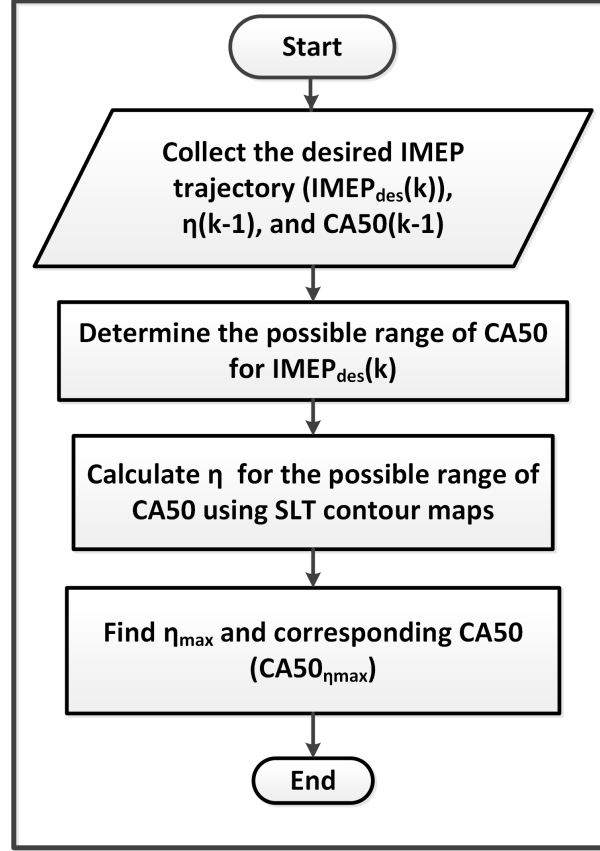 Start
Collect the desired IMEP
trajectory (IMEPdes(k)),
η(k-1), and CA50(k-1)
Determine the possible range of CA50
for IMEPdes(k)
Calculate η for the possible range of
CA50 using SLT contour maps
Find ηmax and corresponding CA50
(CA50ηmax)
End